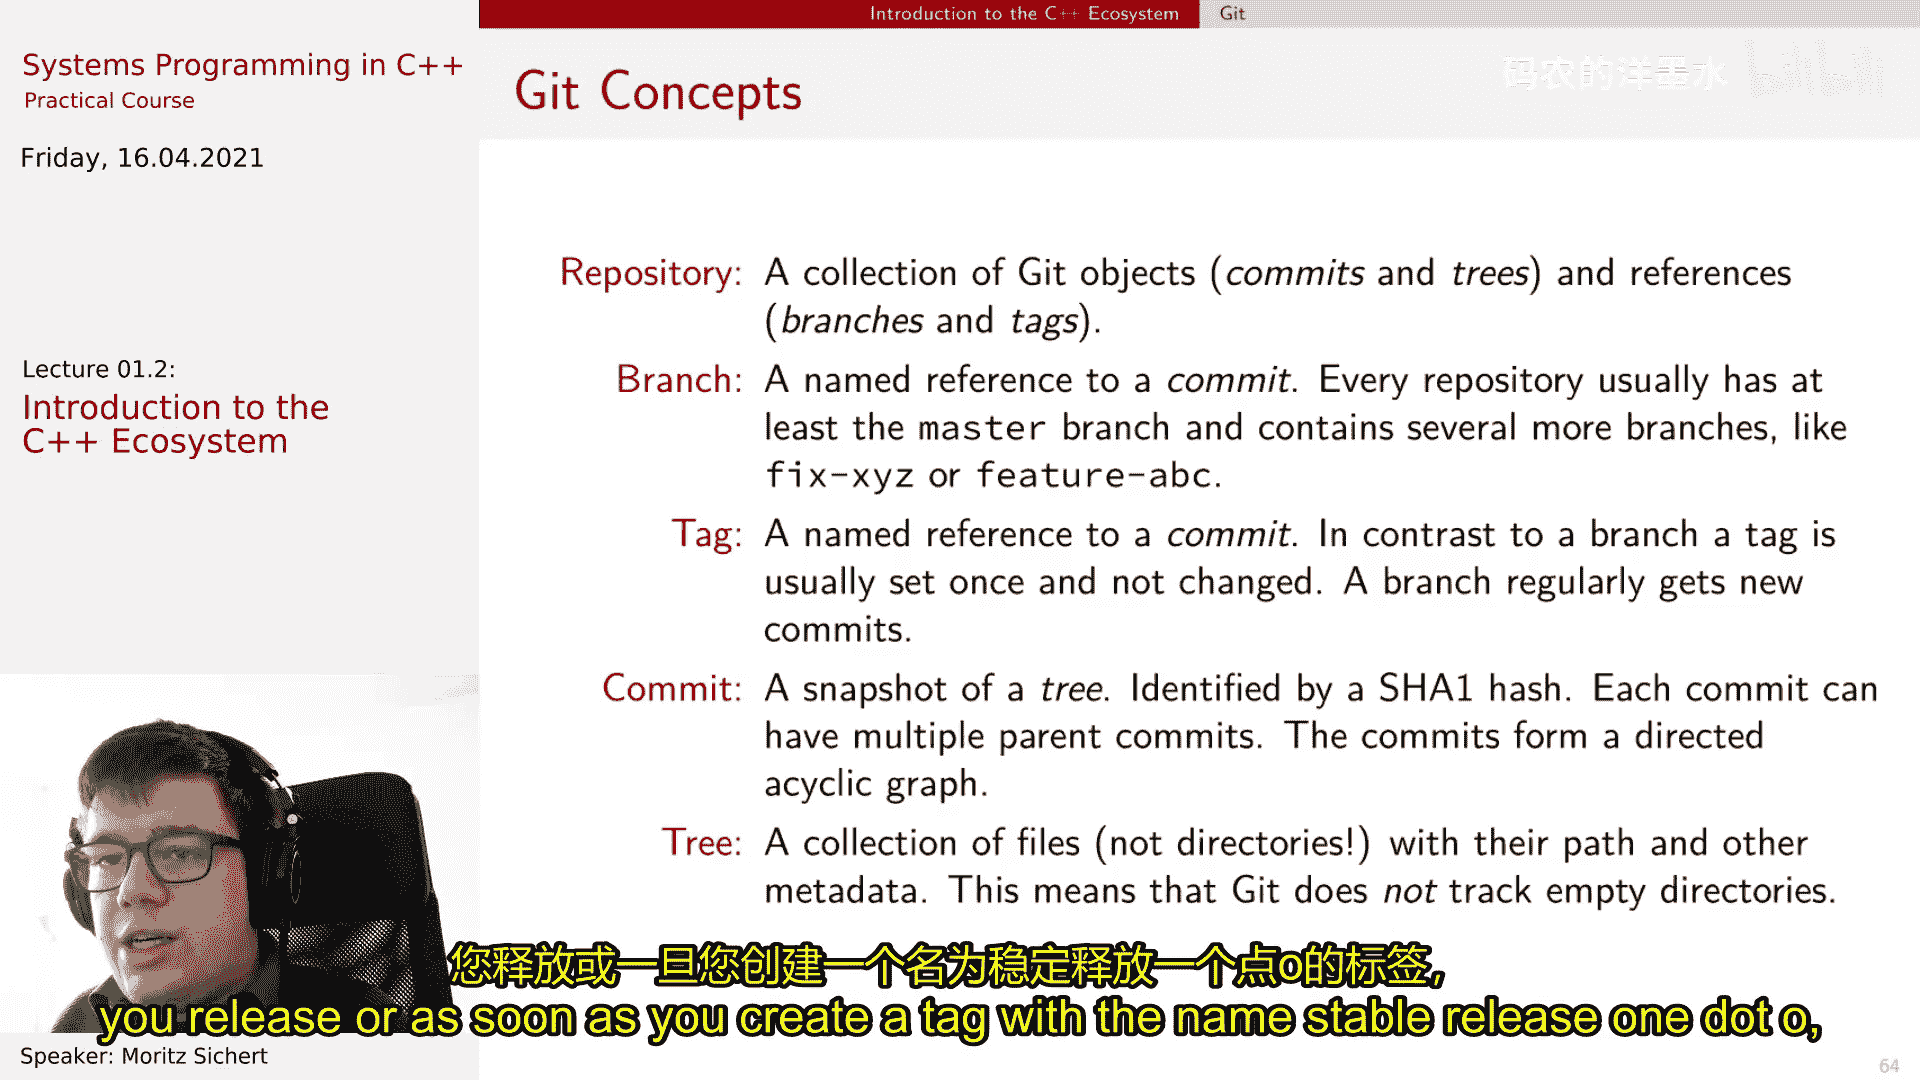 Introduction to the C++ Ecosystem
Git
Systems Programming in C++
Practical Course
Friday, 16.04.2021
Git Concepts
码农的洋墨水 bilibili
Repository: A collection of Git objects (commits and trees) and references
(branches and tags).
Branch: A named reference to a commit. Every repository usually has at
least the master branch and contains several more branches, like
fix-xyz or feature-abc.
Tag: A named reference to a commit. In contrast to a branch a tag is
usually set once and not changed. A branch regularly gets new
commits.
Commit: A snapshot of a tree. Identified by a SHA1 hash. Each commit can
have multiple parent commits. The commits form a directed
acyclic graph.
Tree: A collection of files (not directories!) with their path and other
metadata. This means that Git does not track empty directories.
Lecture 01.2:
Introduction to the
C++ Ecosystem
您释放或一旦您创建一个名为稳定释放一个点o的标签，
you release or as soon as you create a tag with the name stable release one dot o,
Speaker: Moritz Sichert
64